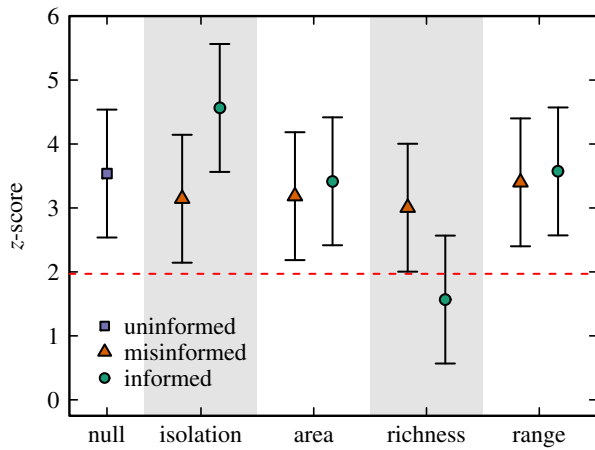 6
5
4
3
2
1
0
z-score
uninformed
misinformed
informed
null isolation area richness range